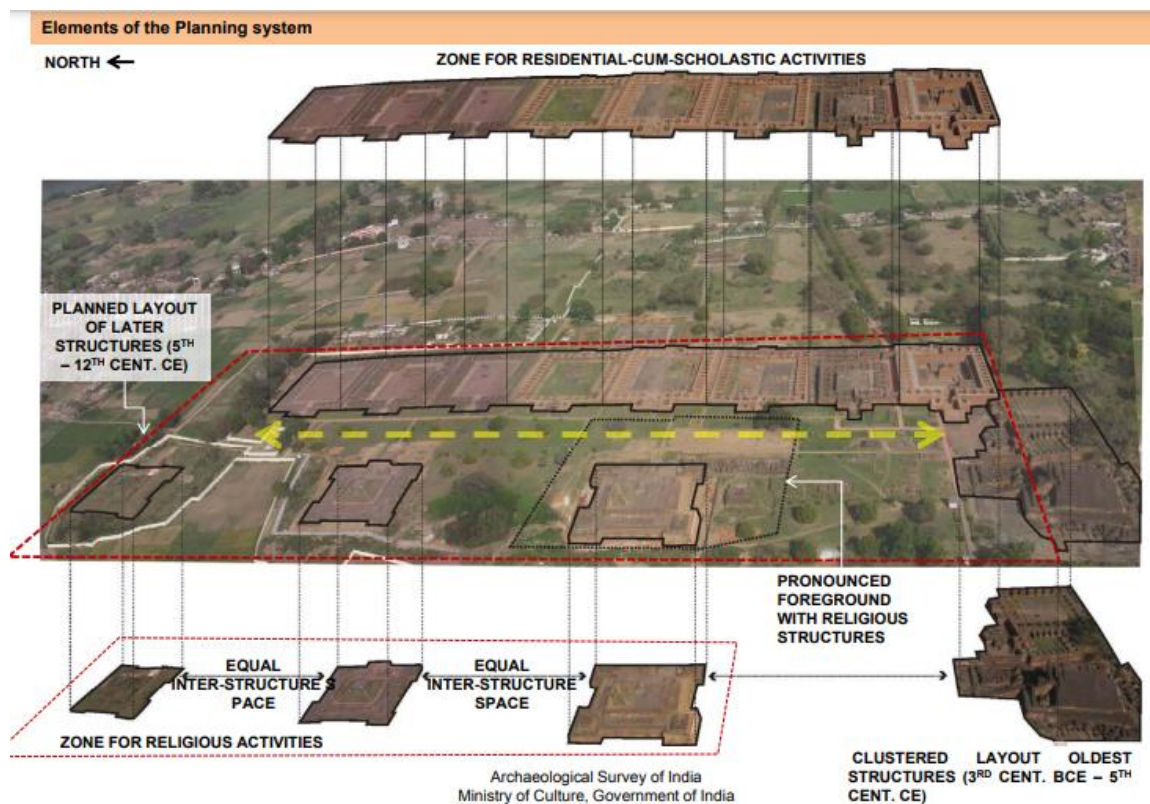 Elements of the Planning system
NORTH
ZONE FOR RESIDENTIAL-CUM-SCHOLASTIC ACTIVITIES
PLANNED LAYOUT
OF LATER
STRUCTURES (5TH
– 12TH CENT. CE)
PRONOUNCED
FOREGROUND
WITH RELIGIOUS
STRUCTURES
EQUAL
INTER-STRUCTURE S
PACE
EQUAL
INTER-STRUCTURE
SPACE
ZONE FOR RELIGIOUS ACTIVITIES
CLUSTERED LAYOUT OLDEST
STRUCTURES (3RD CENT. BCE – 5TH
CENT. CE)
Archaeological Survey of India
Ministry of Culture, Government of India